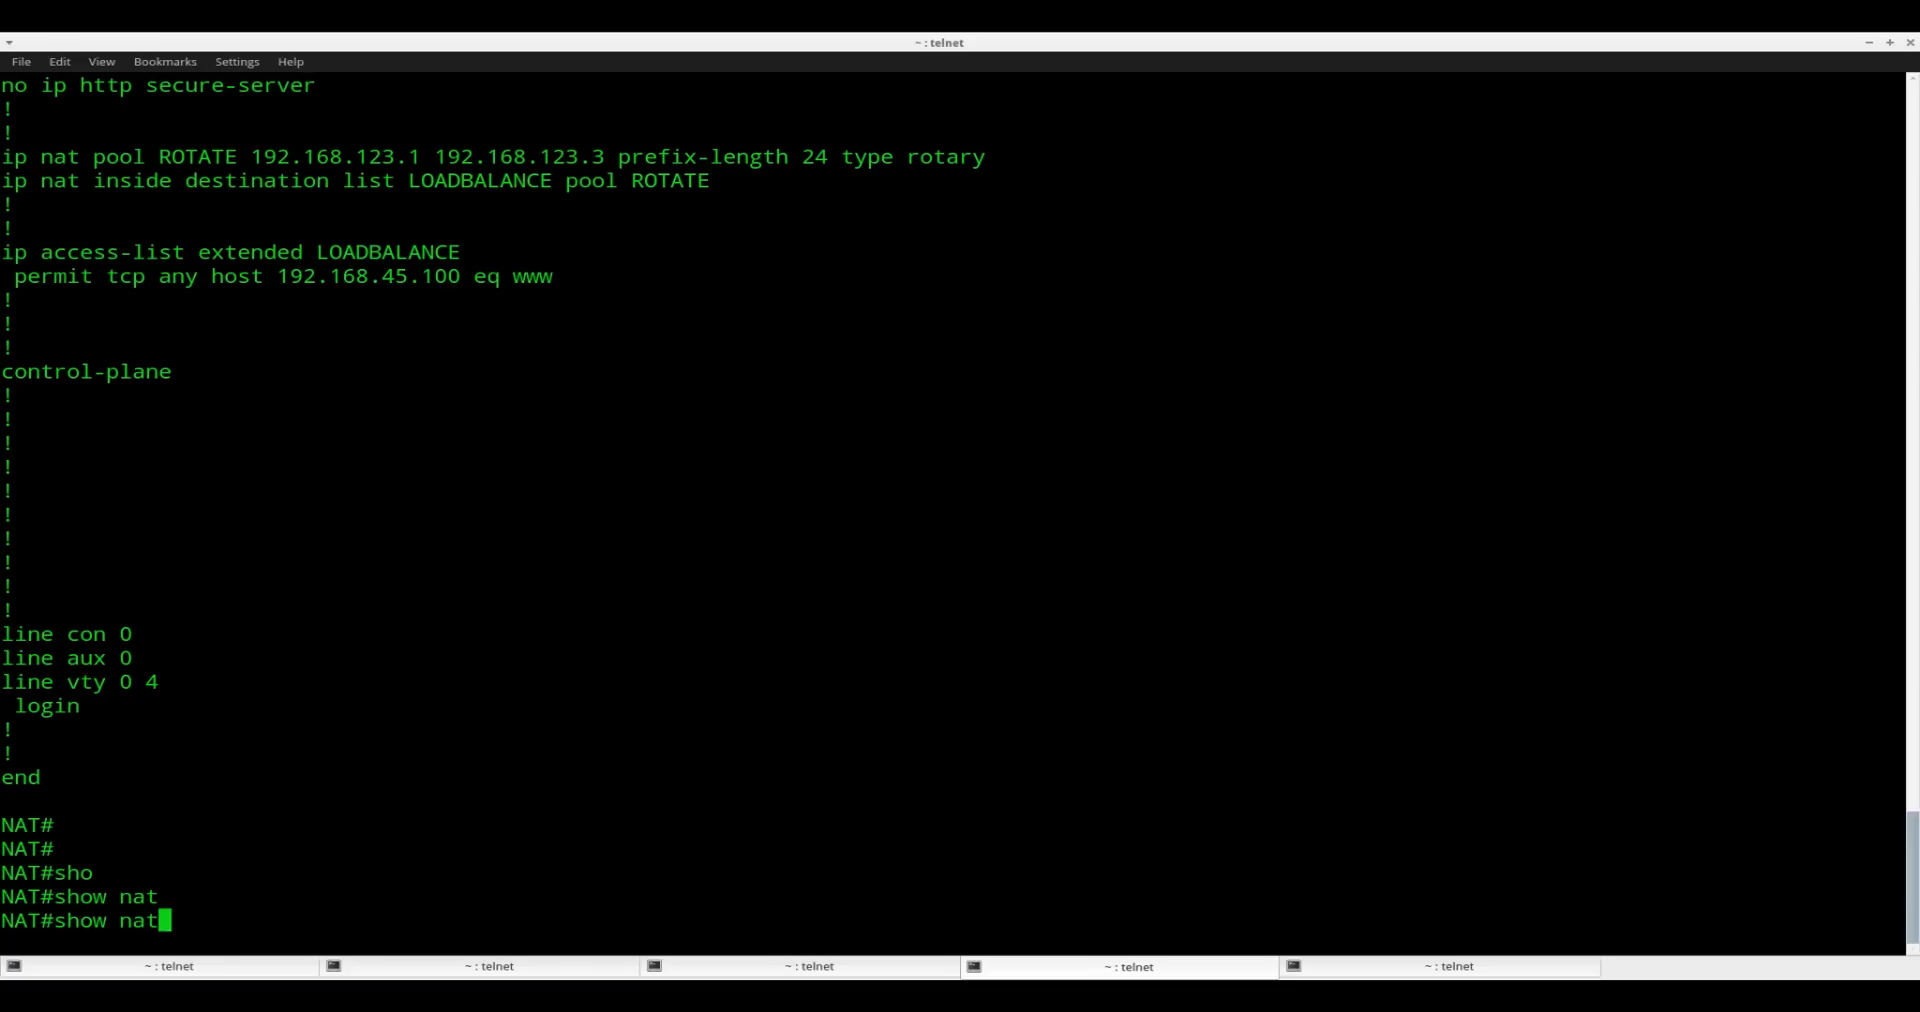 ~ : telnet
File Edit View Bookmarks Settings Help
no ip http secure-server
!
!
ip nat pool ROTATE 192.168.123.1 192.168.123.3 prefix-length 24 type rotary
ip nat inside destination list LOADBALANCE pool ROTATE
!
!
ip access-list extended LOADBALANCE
 permit tcp any host 192.168.45.100 eq www
!
!
!
control-plane
!
!
!
!
!
!
!
!
!
!
line con 0
line aux 0
line vty 0 4
 login
!
!
end

NAT#
NAT#
NAT#sho
NAT#show nat
NAT#show nat
~ : telnet ~ : telnet ~ : telnet ~ : telnet ~ : telnet